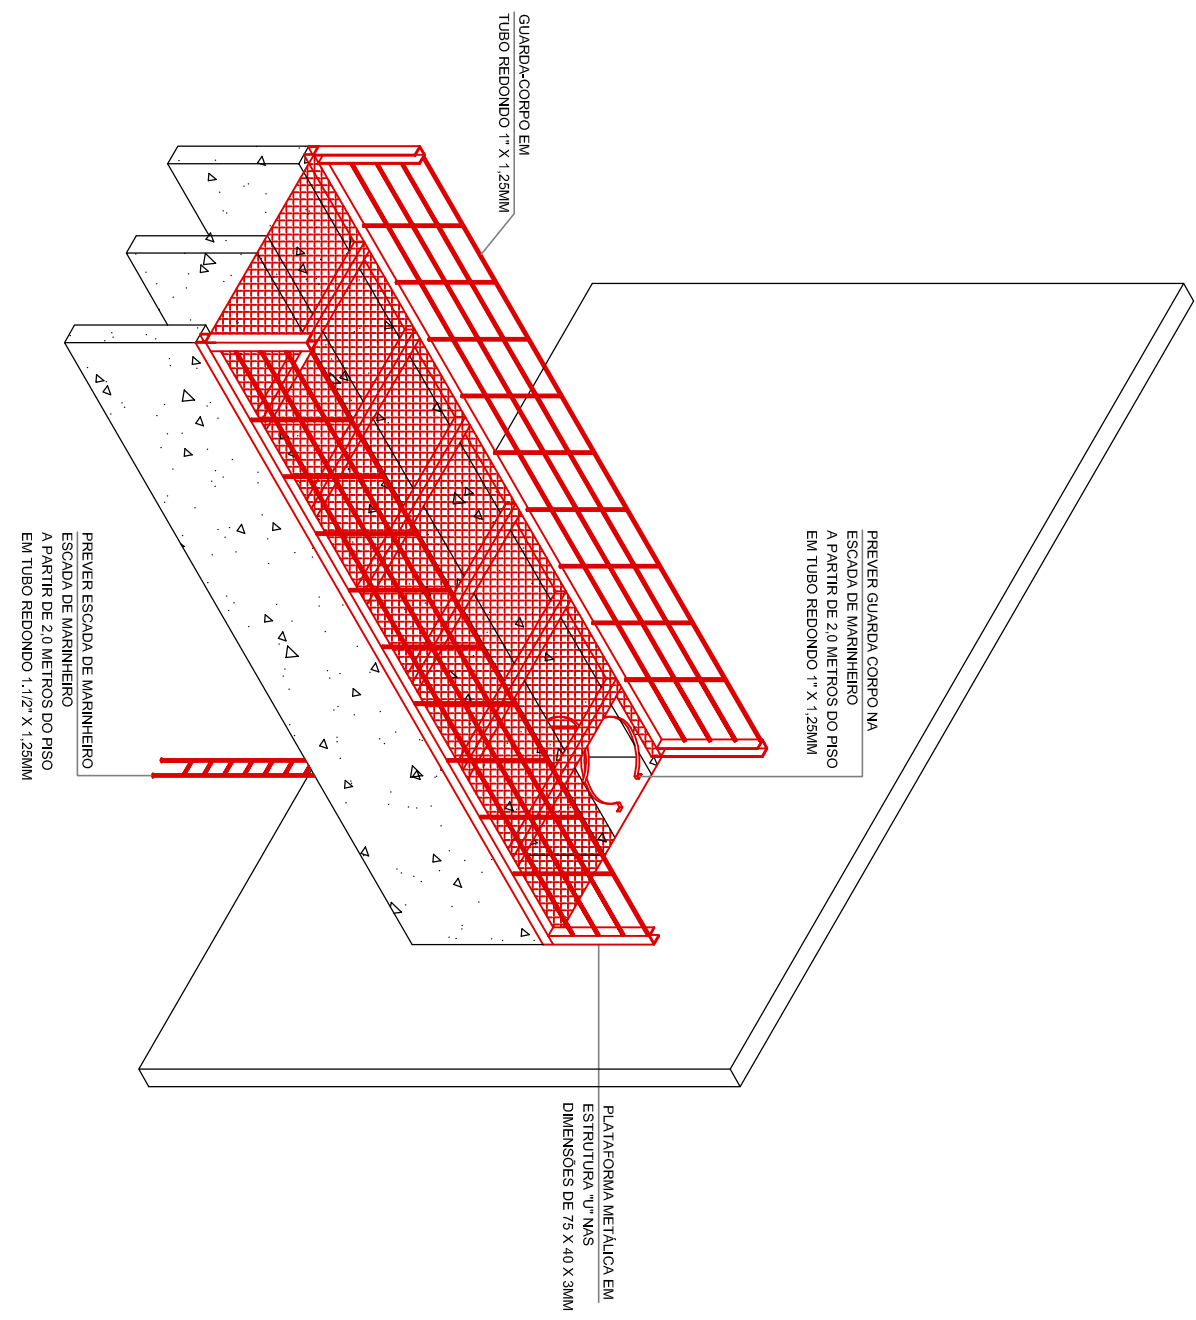 GUARDA-CORPO EM
TUBO REDONDO 1" X 1,25MM
PREVER GUARDA CORPO NA
ESCADA DE MARINHEIRO
A PARTIR DE 2,0 METROS DO PISO
EM TUBO REDONDO 1" X 1,25MM
PREVER ESCADA DE MARINHEIRO
ESCADA DE MARINHEIRO
A PARTIR DE 2,0 METROS DO PISO
EM TUBO REDONDO 1.1/2" X 1,25MM
PLATAFORMA METÁLICA EM
ESTRUTURA "U" NAS
DIMENSÕES DE 75 X 40 X 3MM